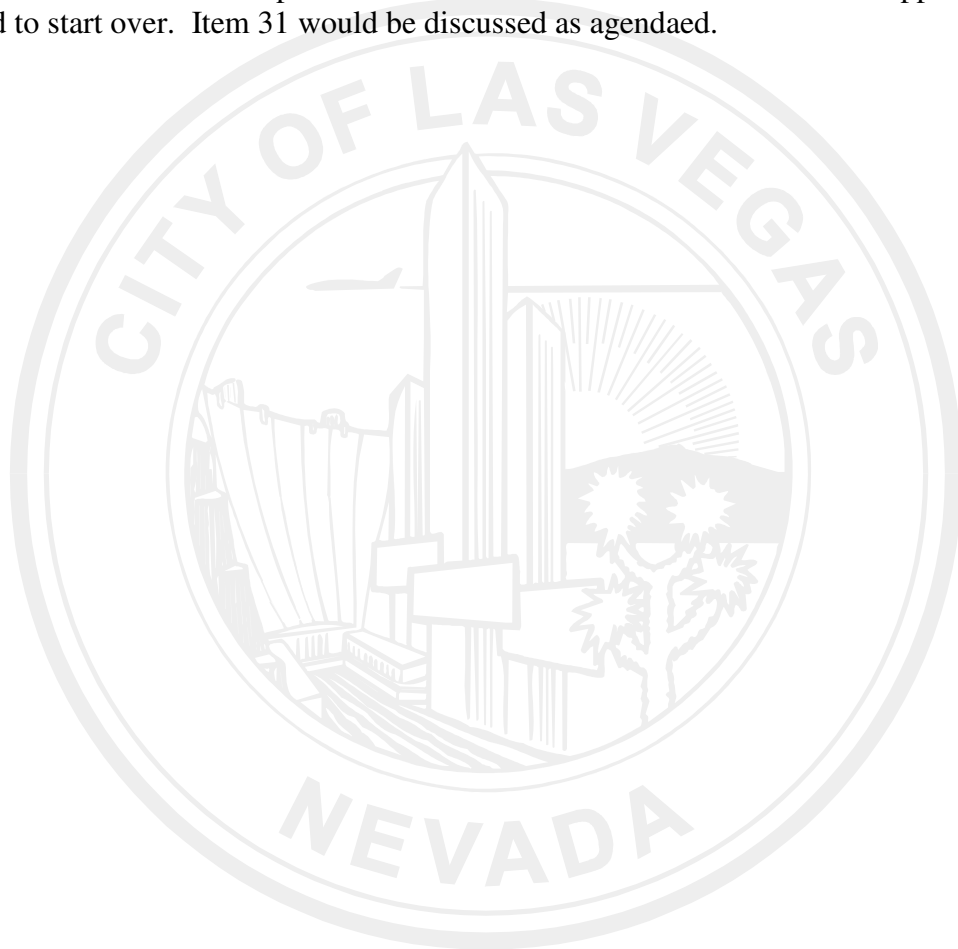 d to start over.  Item 31 would be discussed as agendaed.
CITY OF LAS VEGAS
NEVADA